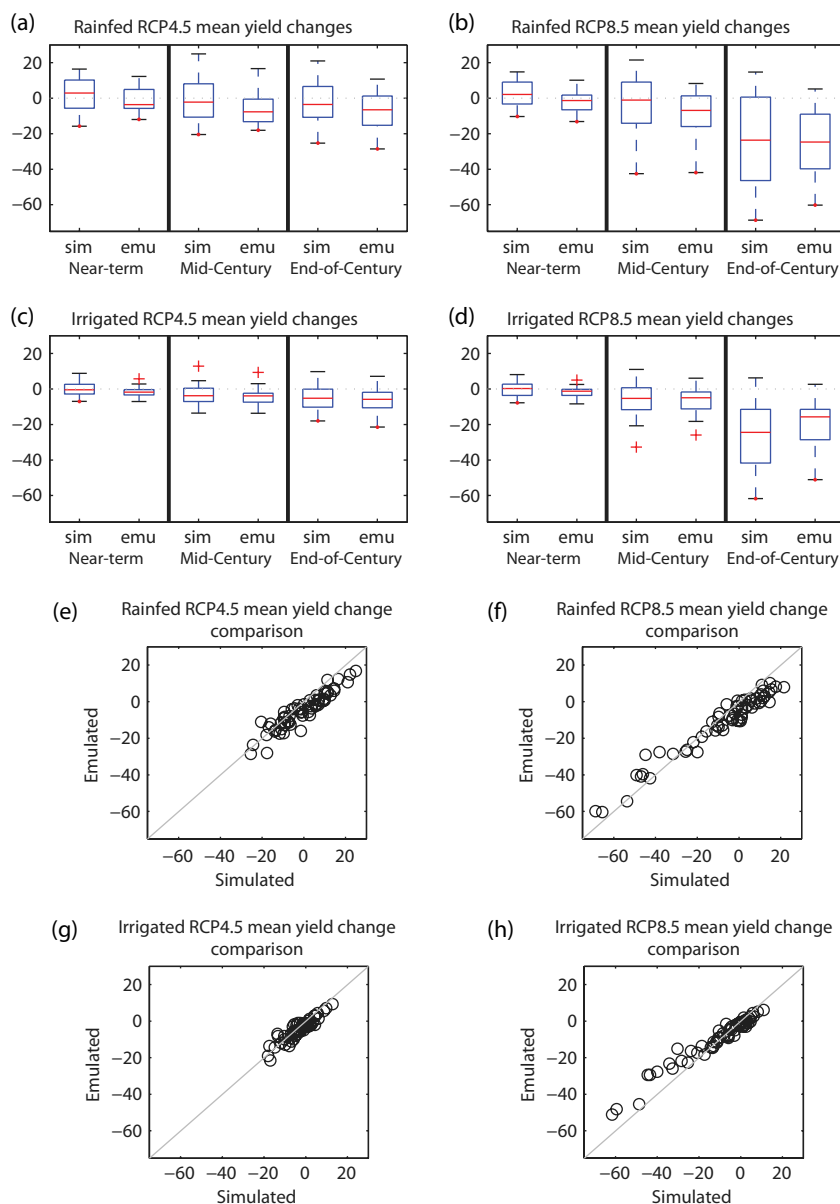 (a) Rainfed RCP4.5 mean yield changes
20
0
−20
−40
−60
sim emu sim emu sim emu
Near-term Mid-Century End-of-Century
(b) Rainfed RCP8.5 mean yield changes
20
0
−20
−40
−60
sim emu sim emu sim emu
Near-term Mid-Century End-of-Century
(c) Irrigated RCP4.5 mean yield changes
20
0
−20
−40
−60
sim emu sim emu sim emu
Near-term Mid-Century End-of-Century
(d) Irrigated RCP8.5 mean yield changes
20
0
−20
−40
−60
sim emu sim emu sim emu
Near-term Mid-Century End-of-Century
(e) Rainfed RCP4.5 mean yield change
comparison
Emulated
20
0
−20
−40
−60
−60 −40 −20 0 20
Simulated
(f) Rainfed RCP8.5 mean yield change
comparison
Emulated
20
0
−20
−40
−60
−60 −40 −20 0 20
Simulated
(g) Irrigated RCP4.5 mean yield change
comparison
Emulated
20
0
−20
−40
−60
−60 −40 −20 0 20
Simulated
(h) Irrigated RCP8.5 mean yield change
comparison
Emulated
20
0
−20
−40
−60
−60 −40 −20 0 20
Simulated